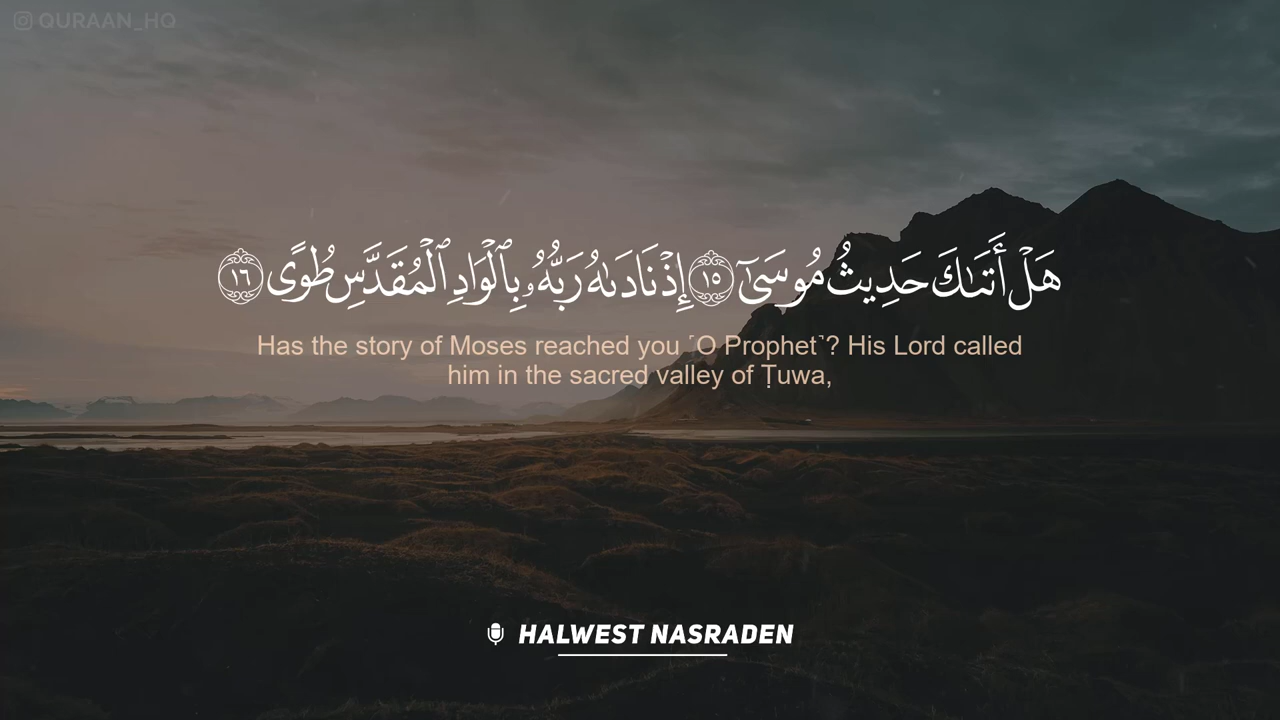 QURAAN_HQ
هَلْ أَتَىٰكَ حَدِيثُ مُوسَىٰٓ ١٥ إِذْ نَادَىٰهُ رَبُّهُۥ بِٱلْوَادِ ٱلْمُقَدَّسِ طُوًى ١٦
Has the story of Moses reached you ˹O Prophet˺? His Lord called
him in the sacred valley of Ṭuwa,
HALWEST NASRADEN